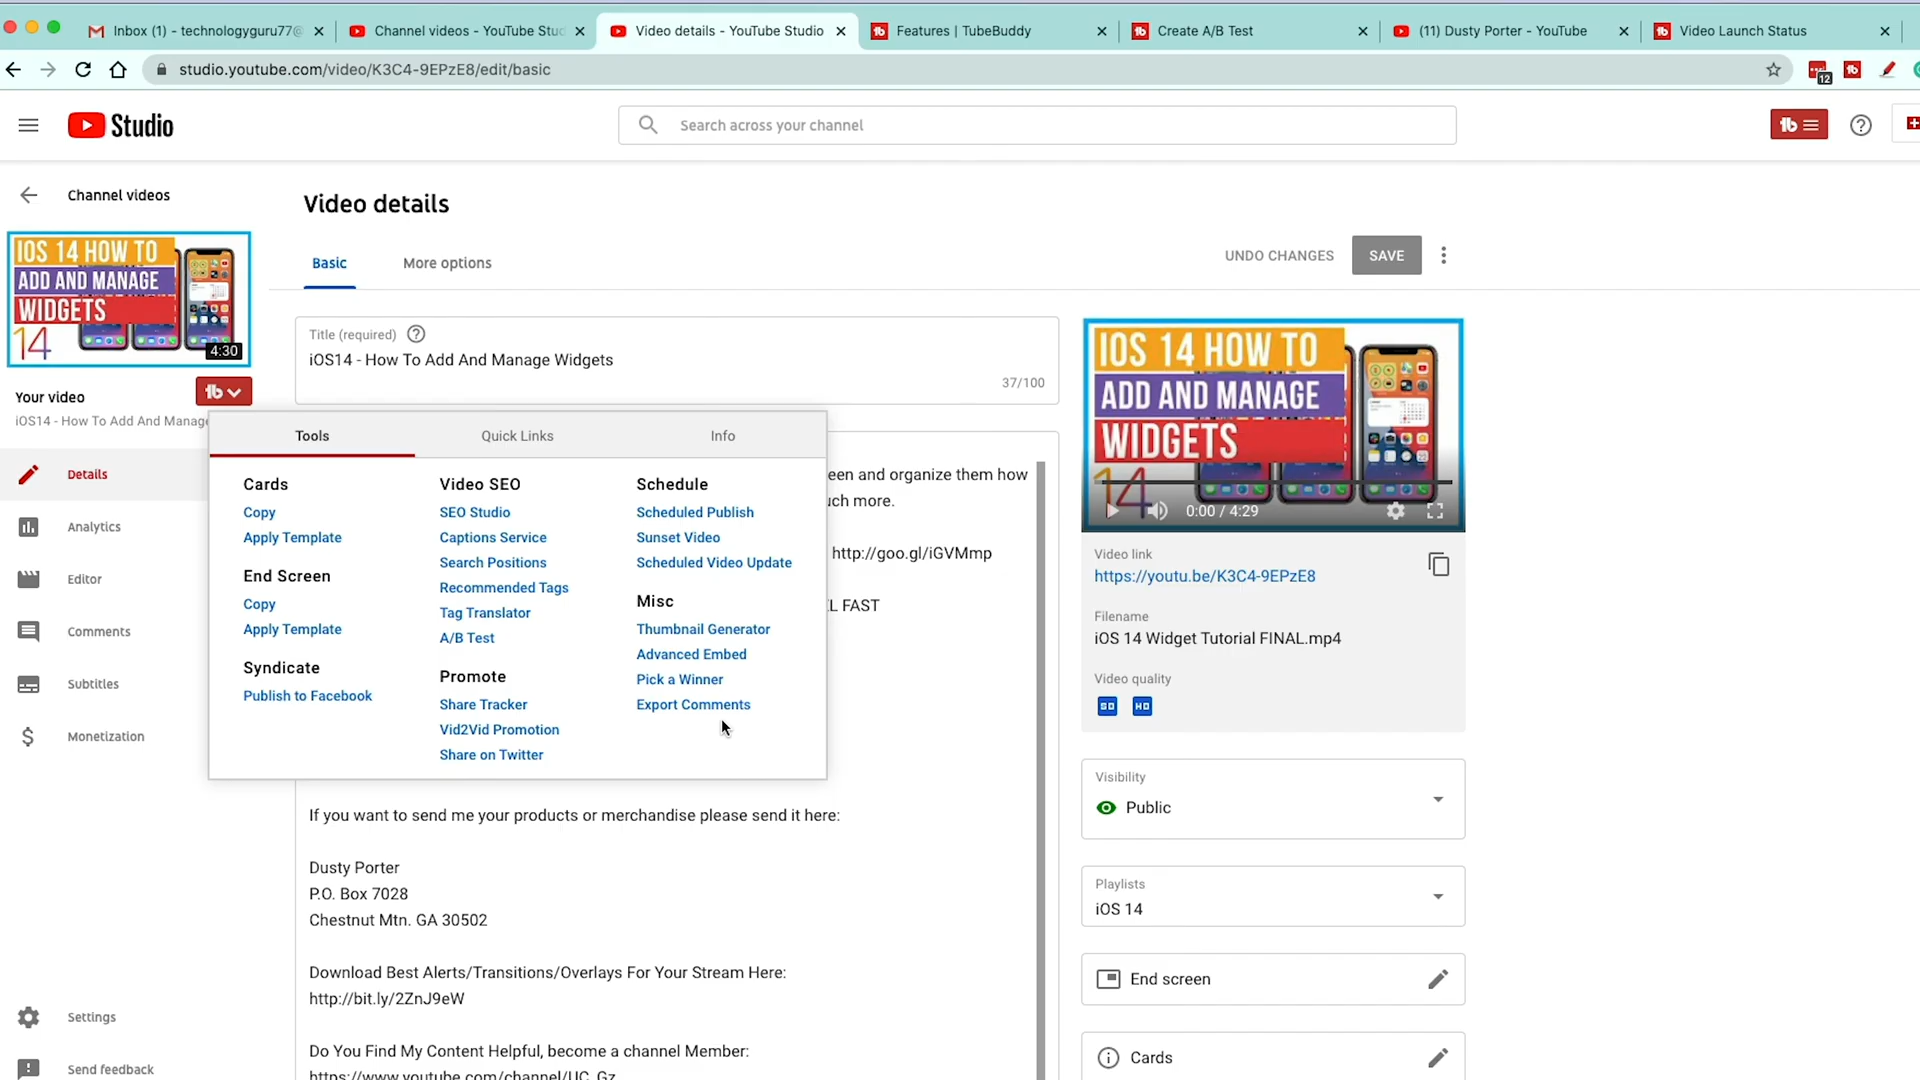 Inbox (1) - technologyguru77@
Channel videos - YouTube Stud
Video details - YouTube Studio
Features | TubeBuddy
Create A/B Test
(11) Dusty Porter - YouTube
Video Launch Status
studio.youtube.com/video/K3C4-9EPzE8/edit/basic
12
Studio
Search across your channel
Channel videos
Video details
Basic
More options
UNDO CHANGES
SAVE
IOS 14 HOW TO
ADD AND MANAGE
WIDGETS
14
4:30
Your video
iOS14 - How To Add And Manage
Title (required)
iOS14 - How To Add And Manage Widgets
37/100
Details
Analytics
Editor
Comments
Subtitles
Monetization
Settings
Send feedback
Tools
Quick Links
Info
Cards
Copy
Apply Template
End Screen
Copy
Apply Template
Syndicate
Publish to Facebook
Video SEO
SEO Studio
Captions Service
Search Positions
Recommended Tags
Tag Translator
A/B Test
Promote
Share Tracker
Vid2Vid Promotion
Share on Twitter
Schedule
Scheduled Publish
Sunset Video
Scheduled Video Update
Misc
Thumbnail Generator
Advanced Embed
Pick a Winner
Export Comments
een and organize them how
uch more.
http://goo.gl/iGVMmp
L FAST
If you want to send me your products or merchandise please send it here:
Dusty Porter
P.O. Box 7028
Chestnut Mtn. GA 30502
Download Best Alerts/Transitions/Overlays For Your Stream Here:
http://bit.ly/2ZnJ9eW
Do You Find My Content Helpful, become a channel Member:
https://www.youtube.com/channel/UC_Gz
IOS 14 HOW TO
ADD AND MANAGE
WIDGETS
14
0:00 / 4:29
Video link
https://youtu.be/K3C4-9EPzE8
Filename
iOS 14 Widget Tutorial FINAL.mp4
Video quality
SD
HD
Visibility
Public
Playlists
iOS 14
End screen
Cards